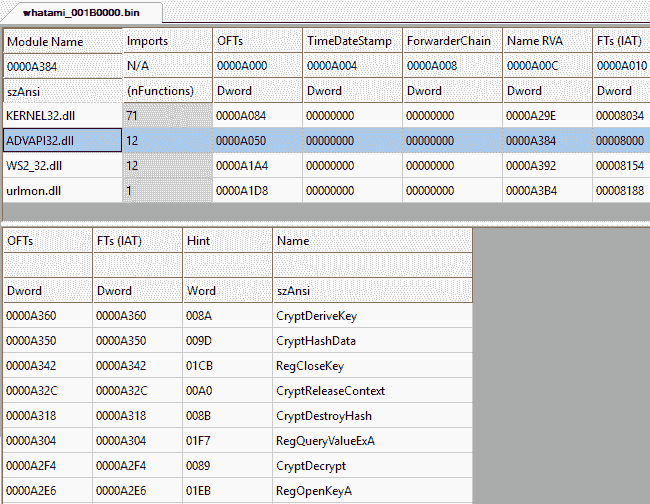 whatami_001B0000.bin
Module Name Imports OFTs TimeDateStamp ForwarderChain Name RVA FTs (IAT)
0000A384 N/A 0000A000 0000A004 0000A008 0000A00C 0000A010
szAnsi (nFunctions) Dword Dword Dword Dword Dword
KERNEL32.dll 71 0000A084 00000000 00000000 0000A29E 00008034
ADVAPI32.dll 12 0000A050 00000000 00000000 0000A384 00008000
WS2_32.dll 12 0000A1A4 00000000 00000000 0000A392 00008154
urlmon.dll 1 0000A1D8 00000000 00000000 0000A3B4 00008188
OFTs FTs (IAT) Hint Name
Dword Dword Word szAnsi
0000A360 0000A360 008A CryptDeriveKey
0000A350 0000A350 009D CryptHashData
0000A342 0000A342 01CB RegCloseKey
0000A32C 0000A32C 00A0 CryptReleaseContext
0000A318 0000A318 008B CryptDestroyHash
0000A304 0000A304 01F7 RegQueryValueExA
0000A2F4 0000A2F4 0089 CryptDecrypt
0000A2E6 0000A2E6 01EB RegOpenKeyA